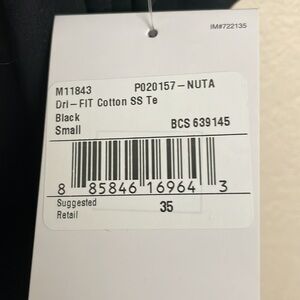 IM#722135
M11843 P020157-NUTA
Dri-FIT Cotton SS Te
Black
Small BCS 639145
8 85846 16964 3
Suggested
Retail 35